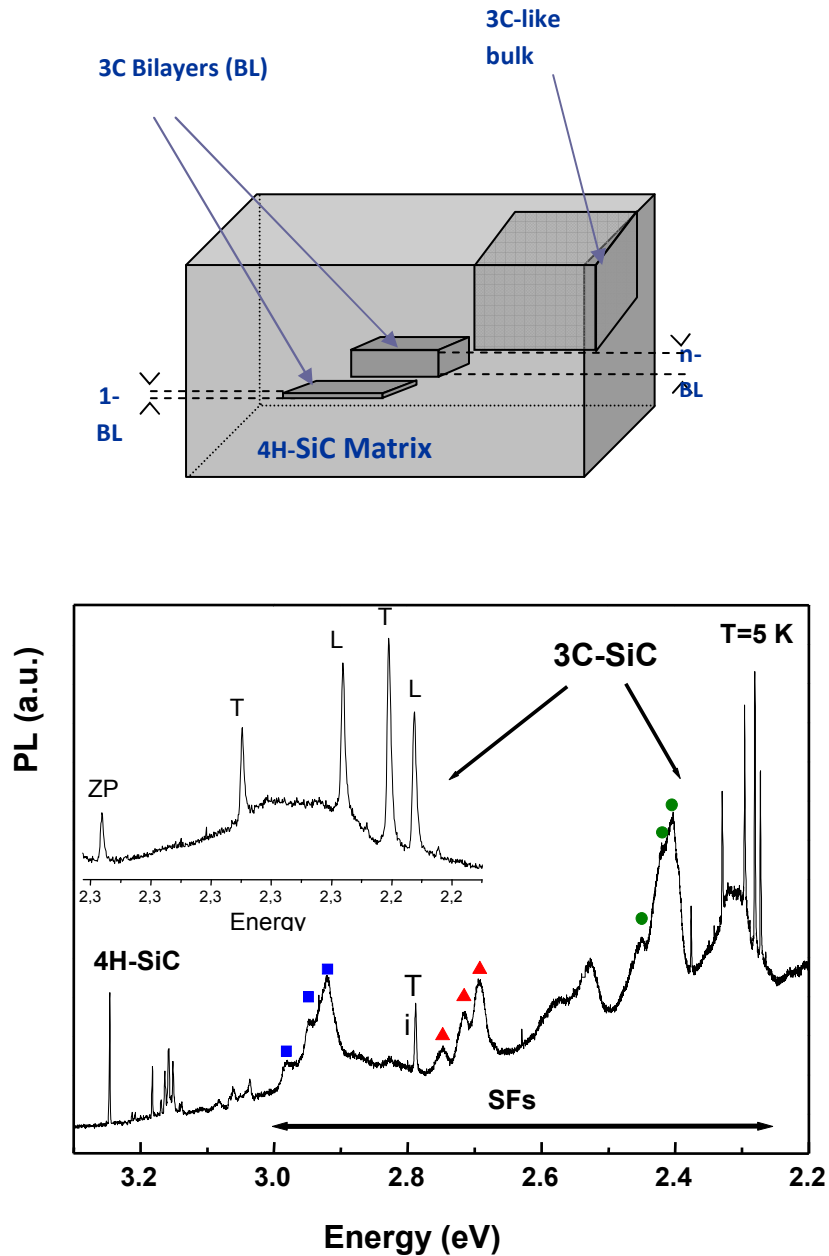 3C-like
bulk
3C Bilayers (BL)
n-
BL
1-
BL
4H-SiC Matrix
T
T=5 K
L
3C-SiC
L
T
ZP
2,3 2,3 2,3 2,3 2,3 2,2 2,2
Energy
4H-SiC
T
i
SFs
3.2 3.0 2.8 2.6 2.4 2.2
Energy (eV)
PL (a.u.)